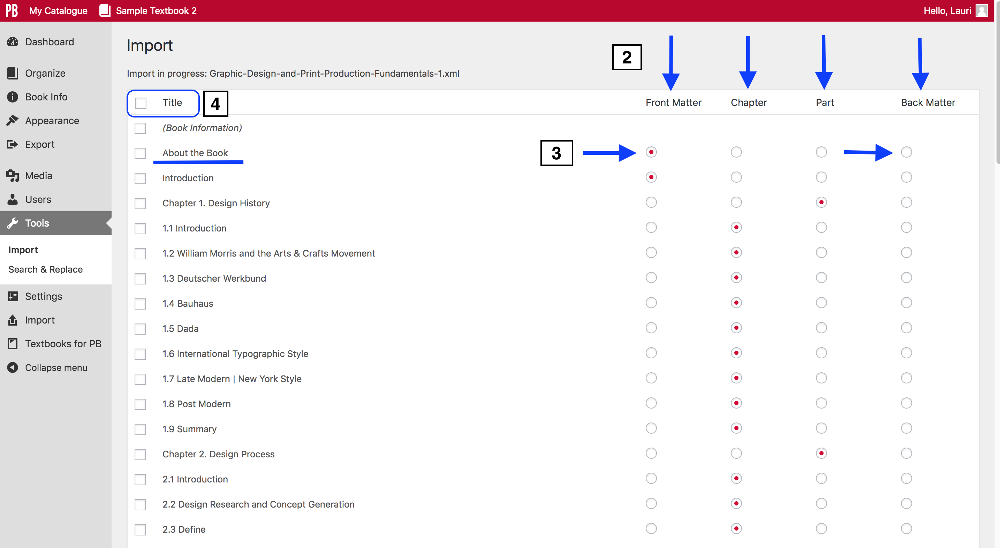 PB My Catalogue Sample Textbook 2 Hello, Lauri
Dashboard
Organize
Book Info
Appearance
Export
Media
Users
Tools
Import
Search & Replace
Settings
Import
Textbooks for PB
Collapse menu
Import
2
Import in progress: Graphic-Design-and-Print-Production-Fundamentals-1.xml
Title 4 Front Matter Chapter Part Back Matter
(Book Information)
About the Book 3
Introduction
Chapter 1. Design History
1.1 Introduction
1.2 William Morris and the Arts & Crafts Movement
1.3 Deutscher Werkbund
1.4 Bauhaus
1.5 Dada
1.6 International Typographic Style
1.7 Late Modern | New York Style
1.8 Post Modern
1.9 Summary
Chapter 2. Design Process
2.1 Introduction
2.2 Design Research and Concept Generation
2.3 Define